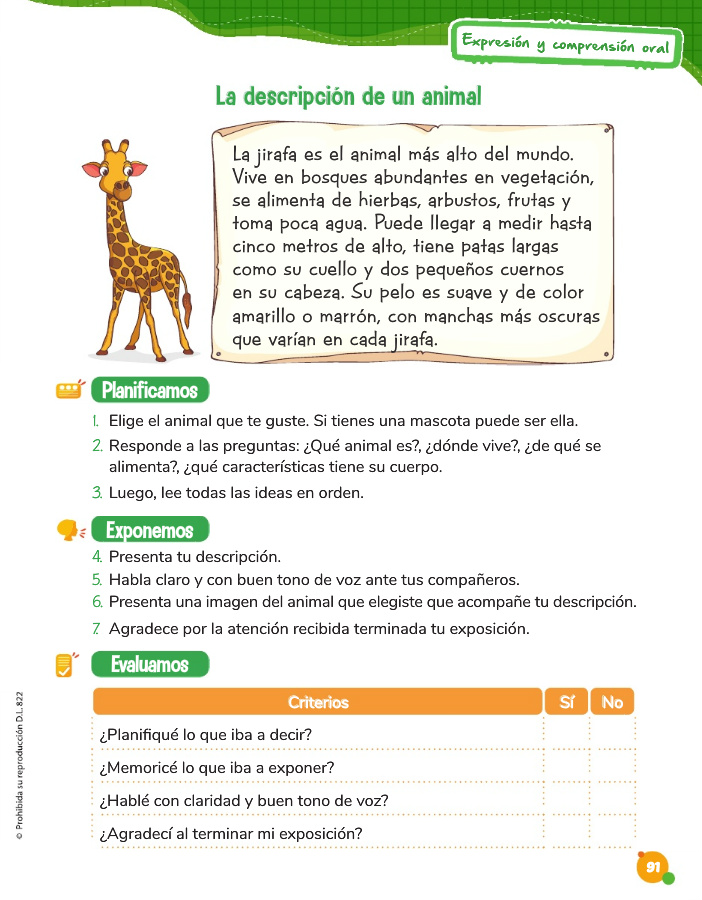 Expresión y comprensión oral
La descripción de un animal
La jirafa es el animal más alto del mundo.
Vive en bosques abundantes en vegetación,
se alimenta de hierbas, arbustos, frutas y
toma poca agua. Puede llegar a medir hasta
cinco metros de alto, tiene patas largas
como su cuello y dos pequeños cuernos
en su cabeza. Su pelo es suave y de color
amarillo o marrón, con manchas más oscuras
que varían en cada jirafa.
Planificamos
1. Elige el animal que te guste. Si tienes una mascota puede ser ella.
2. Responde a las preguntas: ¿Qué animal es?, ¿dónde vive?, ¿de qué se
alimenta?, ¿qué características tiene su cuerpo.
3. Luego, lee todas las ideas en orden.
Exponemos
4. Presenta tu descripción.
5. Habla claro y con buen tono de voz ante tus compañeros.
6. Presenta una imagen del animal que elegiste que acompañe tu descripción.
7. Agradece por la atención recibida terminada tu exposición.
Evaluamos
Criterios Sí No
¿Planifiqué lo que iba a decir?
¿Memoricé lo que iba a exponer?
¿Hablé con claridad y buen tono de voz?
¿Agradecí al terminar mi exposición?
© Prohibida su reproducción D.L. 822
91